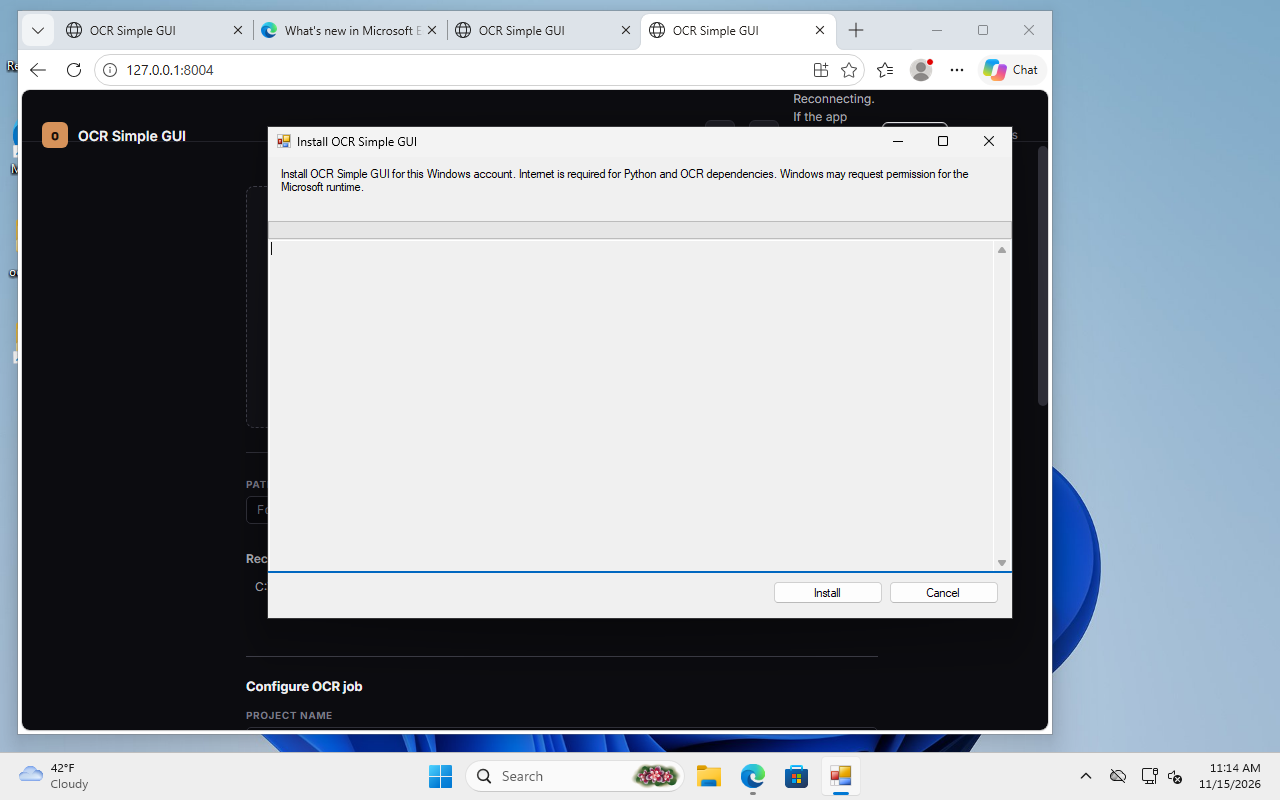 OCR Simple GUI
What's new in Microsoft E
OCR Simple GUI
OCR Simple GUI
127.0.0.1:8004
Chat
O
OCR Simple GUI
Reconnecting.
If the app
Install OCR Simple GUI
Install OCR Simple GUI for this Windows account. Internet is required for Python and OCR dependencies. Windows may request permission for the
Microsoft runtime.
PAT
Rec
C:
Install
Cancel
Configure OCR job
PROJECT NAME
42°F
Cloudy
Search
11:14 AM
11/15/2026